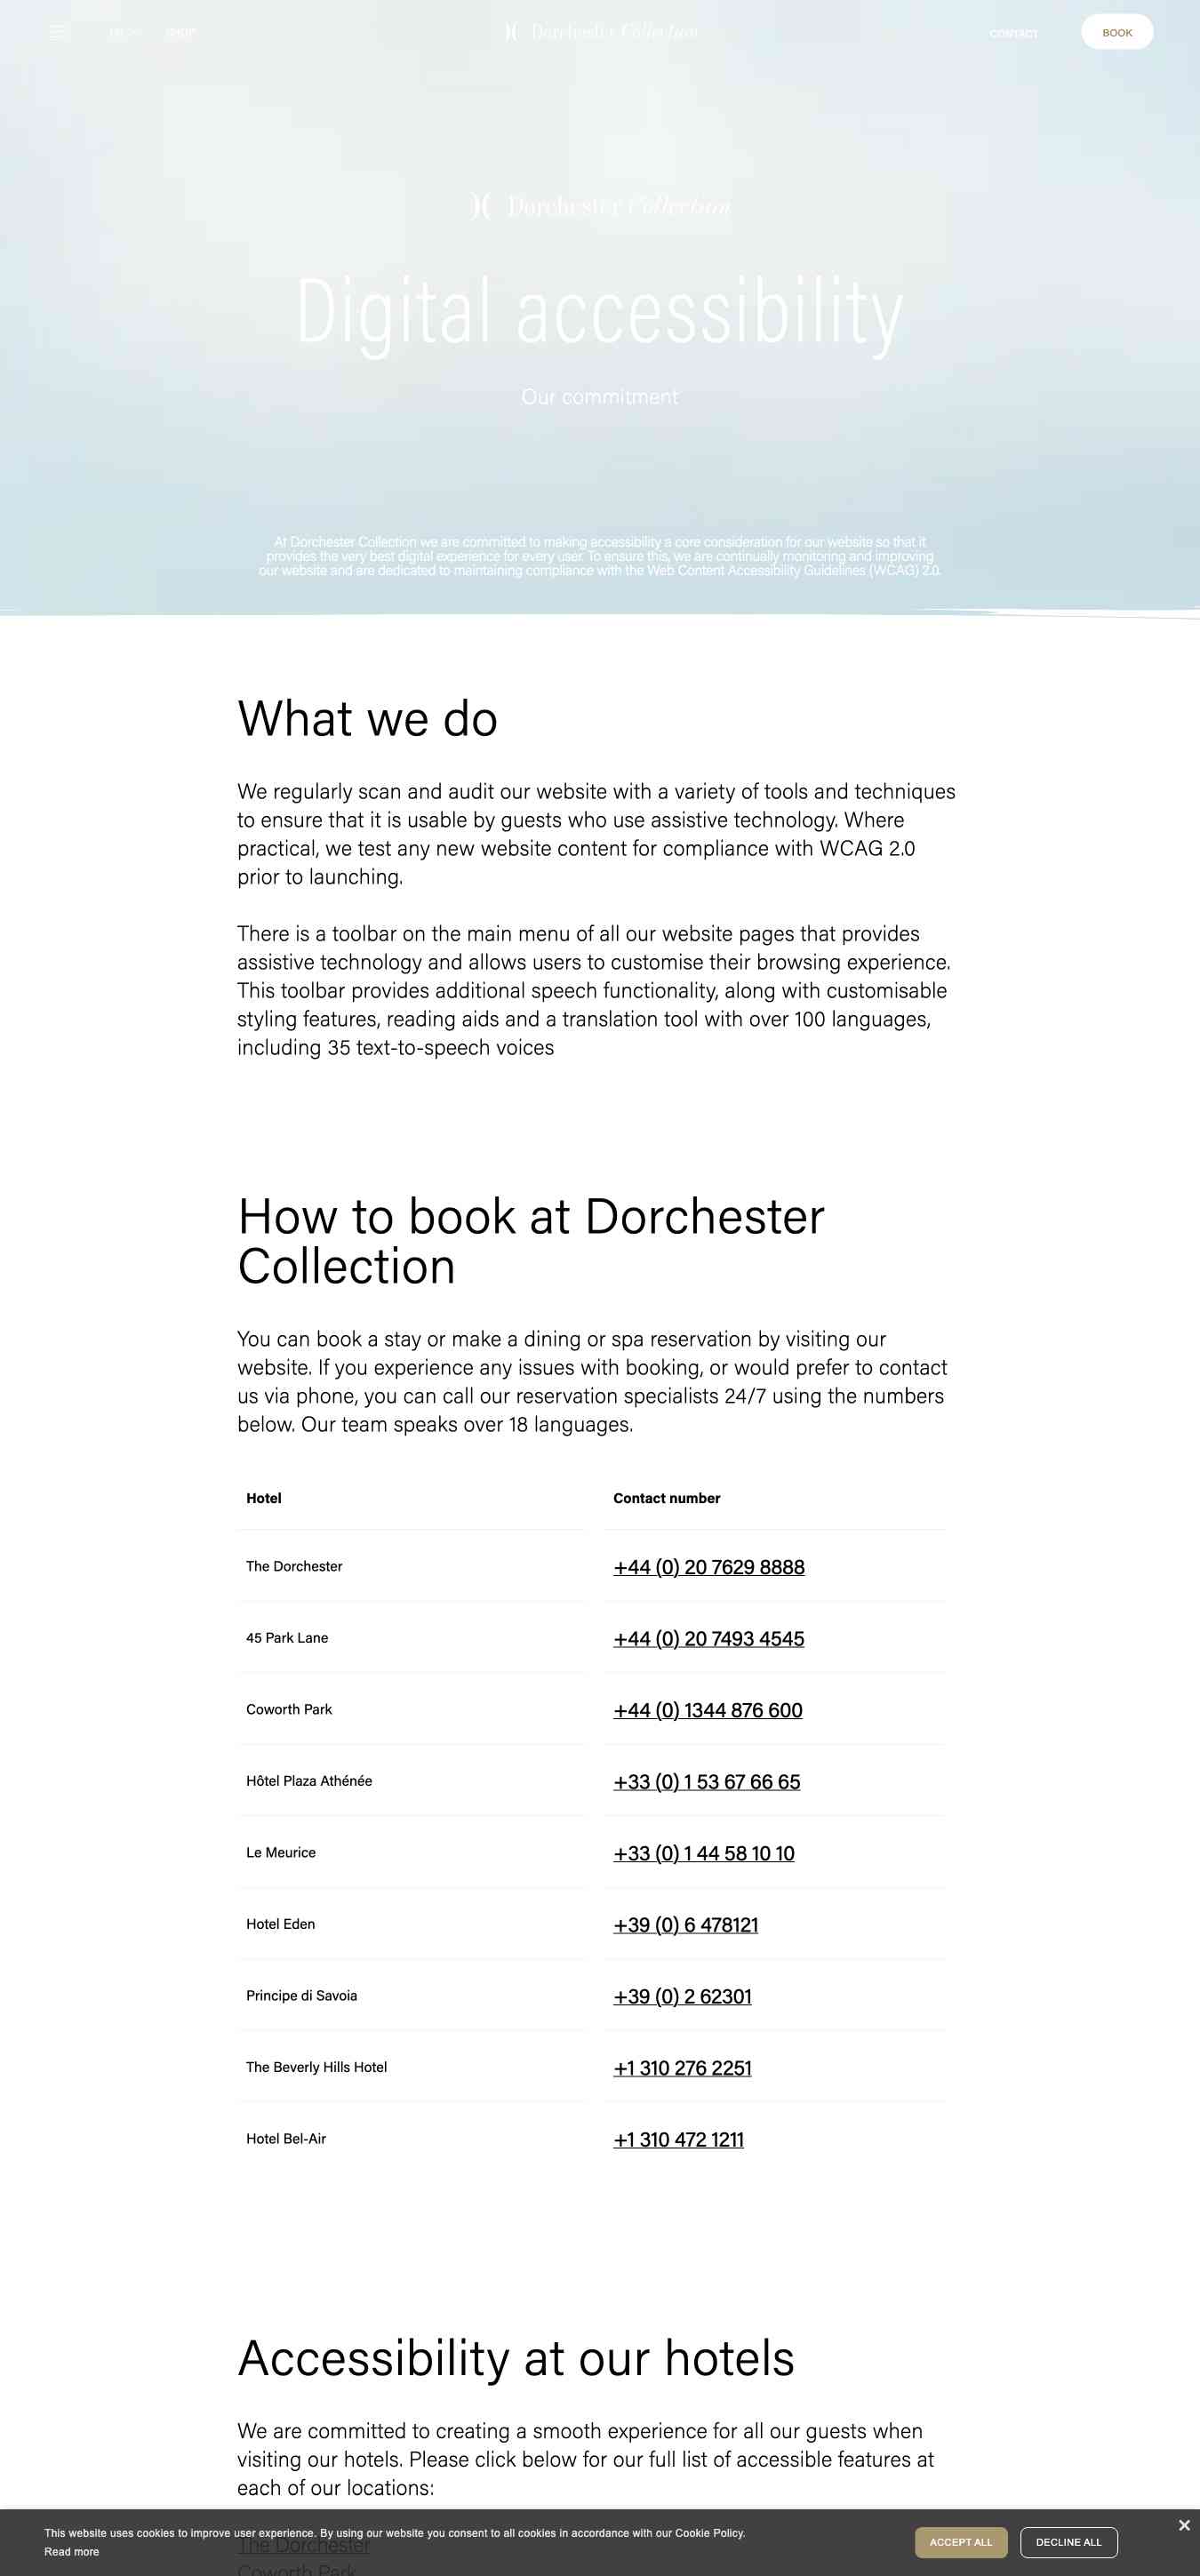 SHOP
Dorchester Collection
CONTACT
BOOK
Dorchester Collection
Digital accessibility
Our commitment
At Dorchester Collection we are committed to making accessibility a core consideration for our website so that it
provides the very best digital experience for every user. To ensure this, we are continually monitoring and improving
our website and are dedicated to maintaining compliance with the Web Content Accessibility Guidelines (WCAG) 2.0.
What we do
We regularly scan and audit our website with a variety of tools and techniques
to ensure that it is usable by guests who use assistive technology. Where
practical, we test any new website content for compliance with WCAG 2.0
prior to launching.
There is a toolbar on the main menu of all our website pages that provides
assistive technology and allows users to customise their browsing experience.
This toolbar provides additional speech functionality, along with customisable
styling features, reading aids and a translation tool with over 100 languages,
including 35 text-to-speech voices
How to book at Dorchester
Collection
You can book a stay or make a dining or spa reservation by visiting our
website. If you experience any issues with booking, or would prefer to contact
us via phone, you can call our reservation specialists 24/7 using the numbers
below. Our team speaks over 18 languages.
Hotel Contact number
The Dorchester +44 (0) 20 7629 8888
45 Park Lane +44 (0) 20 7493 4545
Coworth Park +44 (0) 1344 876 600
Hôtel Plaza Athénée +33 (0) 1 53 67 66 65
Le Meurice +33 (0) 1 44 58 10 10
Hotel Eden +39 (0) 6 478121
Principe di Savoia +39 (0) 2 62301
The Beverly Hills Hotel +1 310 276 2251
Hotel Bel-Air +1 310 472 1211
Accessibility at our hotels
We are committed to creating a smooth experience for all our guests when
visiting our hotels. Please click below for our full list of accessible features at
each of our locations:
This website uses cookies to improve user experience. By using our website you consent to all cookies in accordance with our Cookie Policy.
Read more
ACCEPT ALL
DECLINE ALL
The Dorchester
Coworth Park